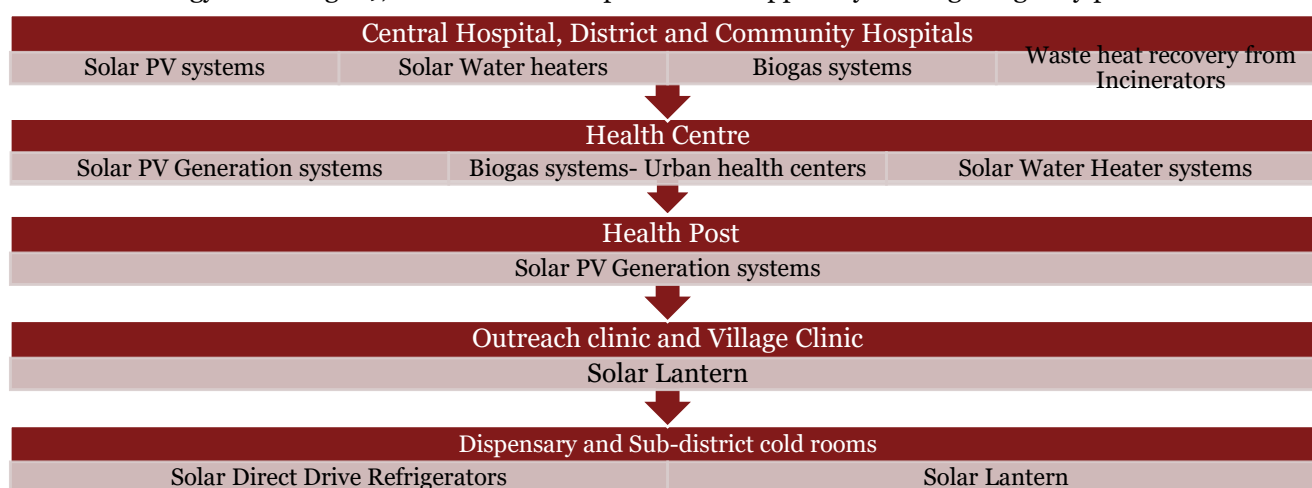 Central Hospital, District and Community Hospitals
Solar PV systems
Solar Water heaters
Biogas systems
Waste heat recovery from
Incinerators
Health Centre
Solar PV Generation systems
Biogas systems- Urban health centers
Solar Water Heater systems
Health Post
Solar PV Generation systems
Outreach clinic and Village Clinic
Solar Lantern
Dispensary and Sub-district cold rooms
Solar Direct Drive Refrigerators
Solar Lantern